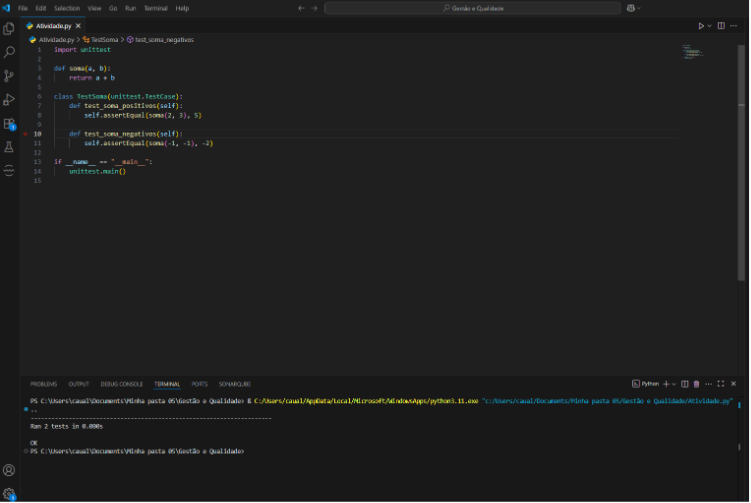 File Edit Selection View Go Run Terminal Help
Gestão e Qualidade
Atividade.py
Atividade.py > TestSoma > test_soma_negativos
1 import unittest
2
3 def soma(a, b):
4 return a + b
5
6 class TestSoma(unittest.TestCase):
7 def test_soma_positivos(self):
8 self.assertEqual(soma(2, 3), 5)
9
10 def test_soma_negativos(self):
11 self.assertEqual(soma(-1, -1), -2)
12
13 if __name__ == "__main__":
14 unittest.main()
15
PROBLEMS OUTPUT DEBUG CONSOLE TERMINAL PORTS SONARQUBE
Python
PS C:\Users\caual\Documents\Minha pasta 05\Gestão e Qualidade> & C:/Users/caual/AppData/Local/Microsoft/WindowsApps/python3.11.exe "c:/Users/caual/Documents/Minha pasta 05/Gestão e Qualidade/Atividade.py"
..
----------------------------------------------------------------------
Ran 2 tests in 0.000s
OK
PS C:\Users\caual\Documents\Minha pasta 05\Gestão e Qualidade>